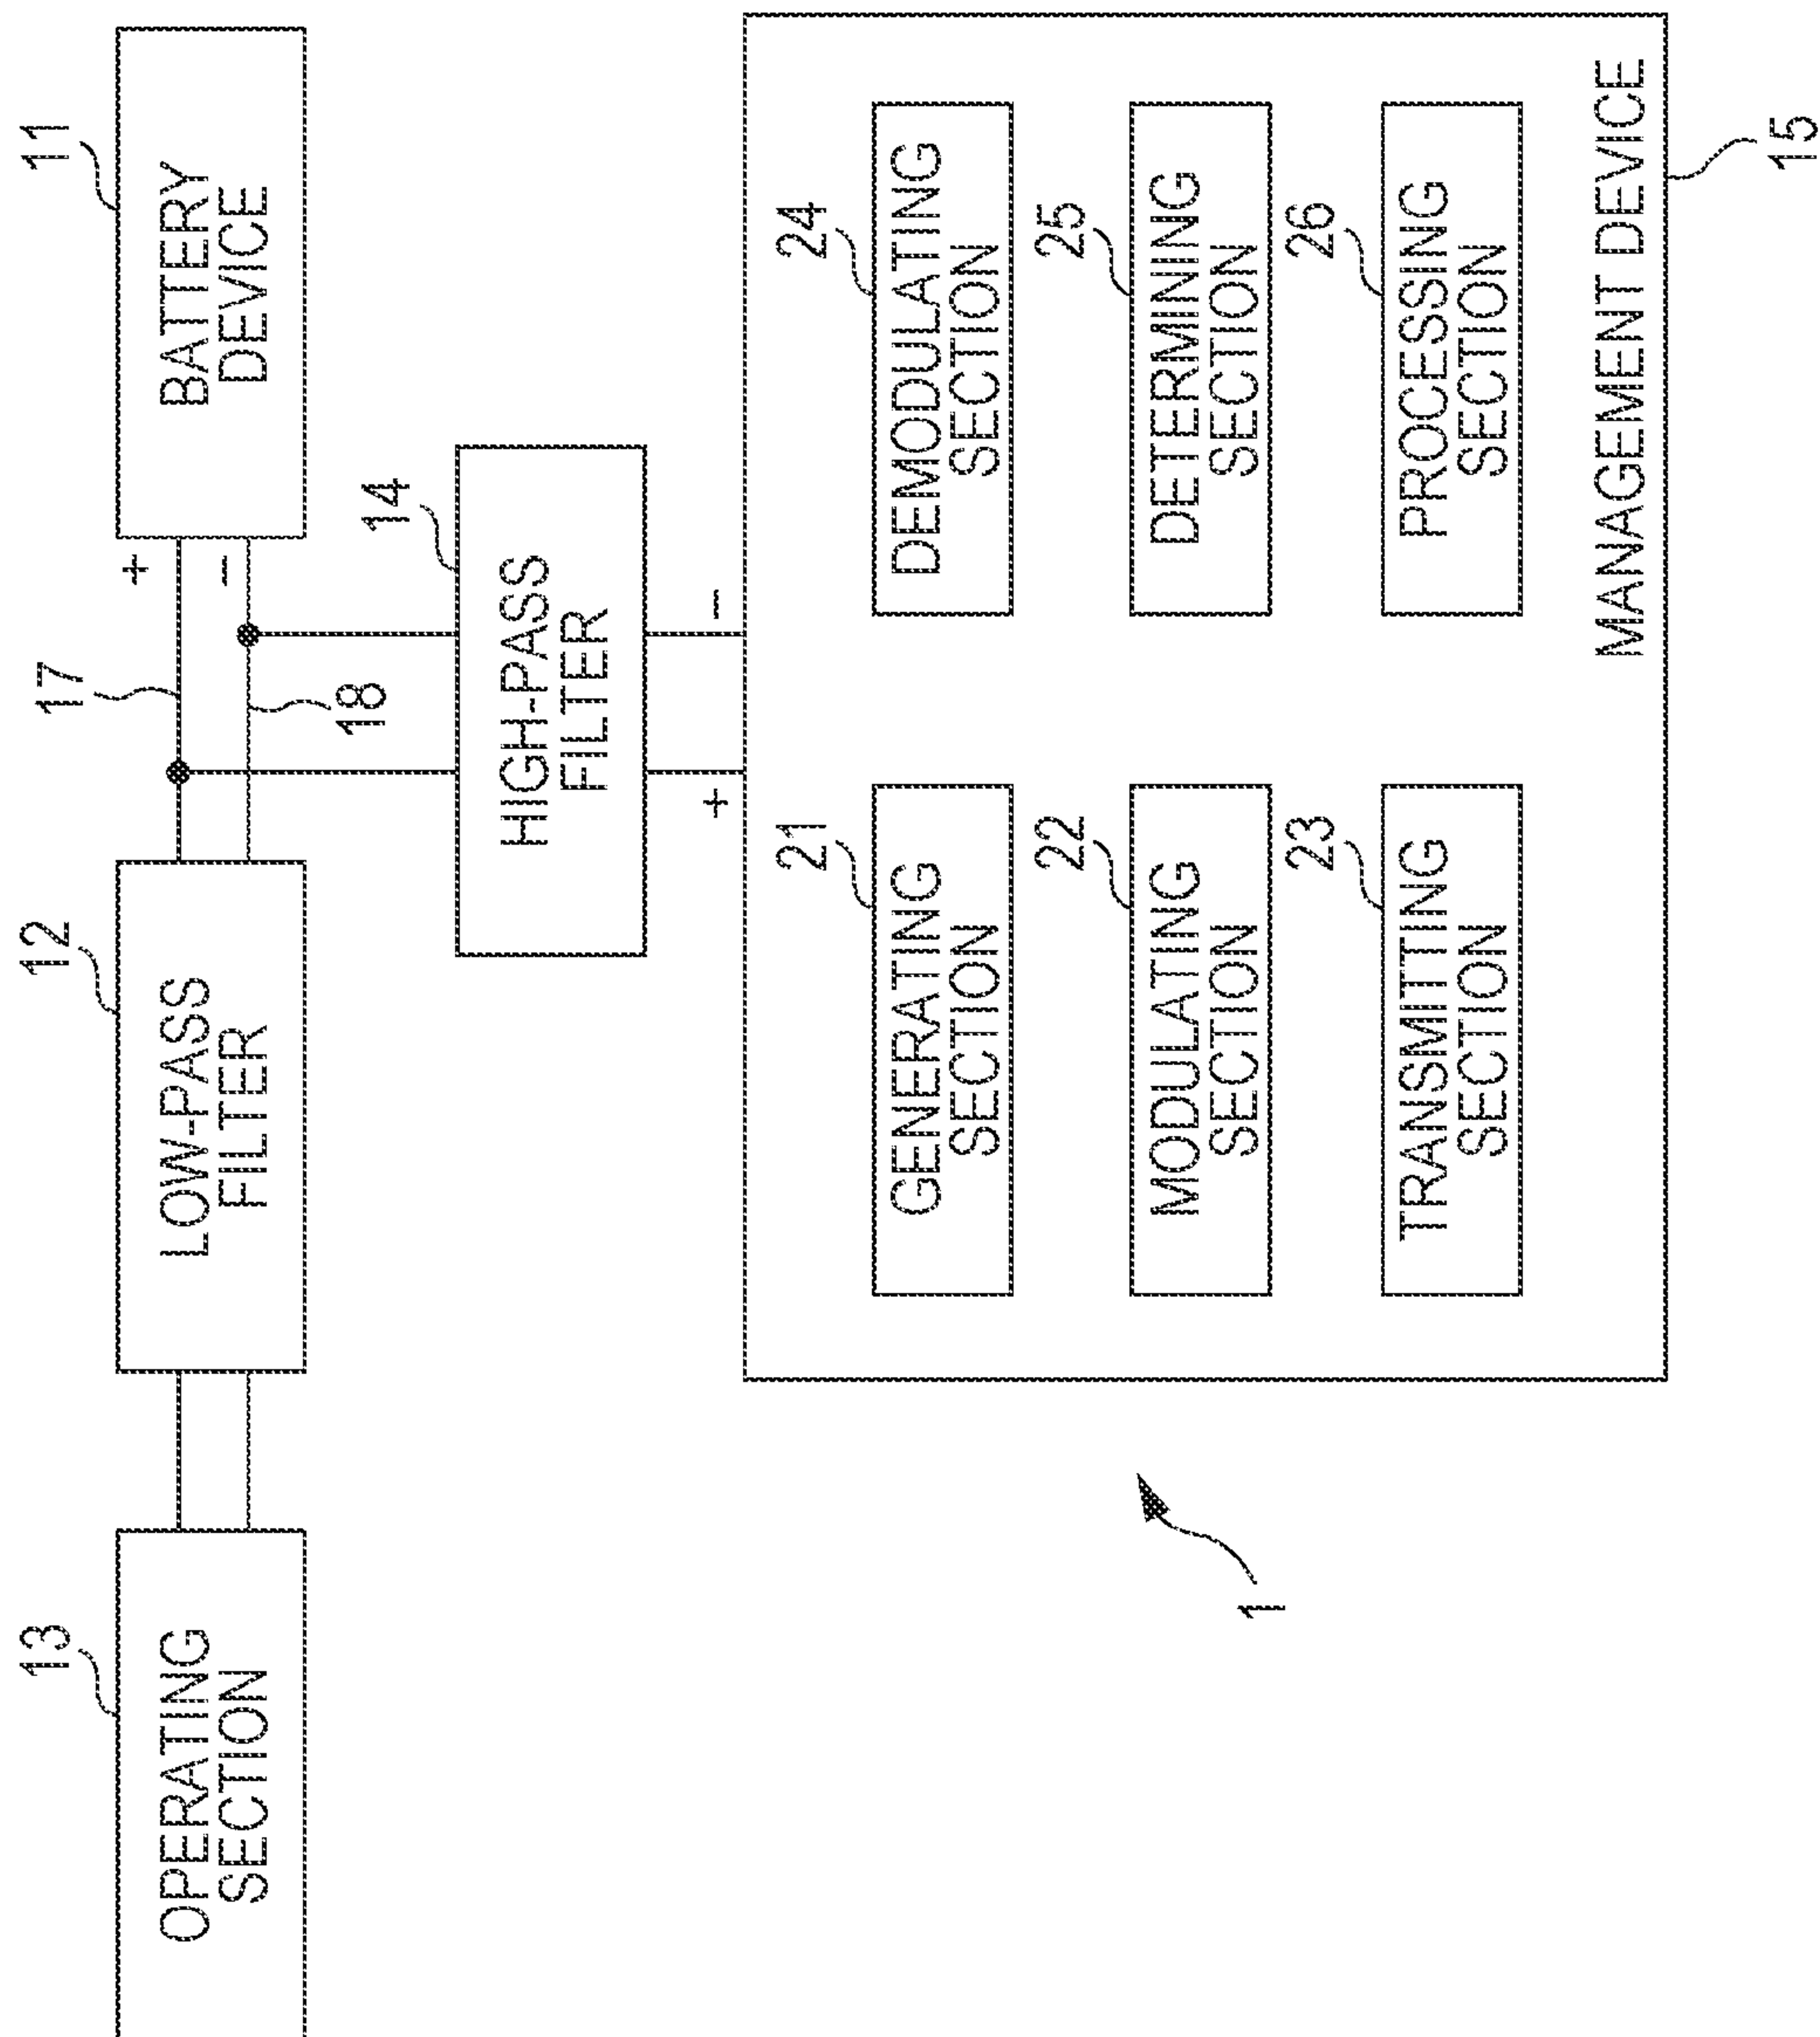 11
BATTERY
DEVICE
+
−
17
18
12
LOW-PASS
FILTER
13
OPERATING
SECTION
14
HIGH-PASS
FILTER
+
−
21
GENERATING
SECTION
22
MODULATING
SECTION
23
TRANSMITTING
SECTION
24
DEMODULATING
SECTION
25
DETERMINING
SECTION
26
PROCESSING
SECTION
MANAGEMENT DEVICE
15
1